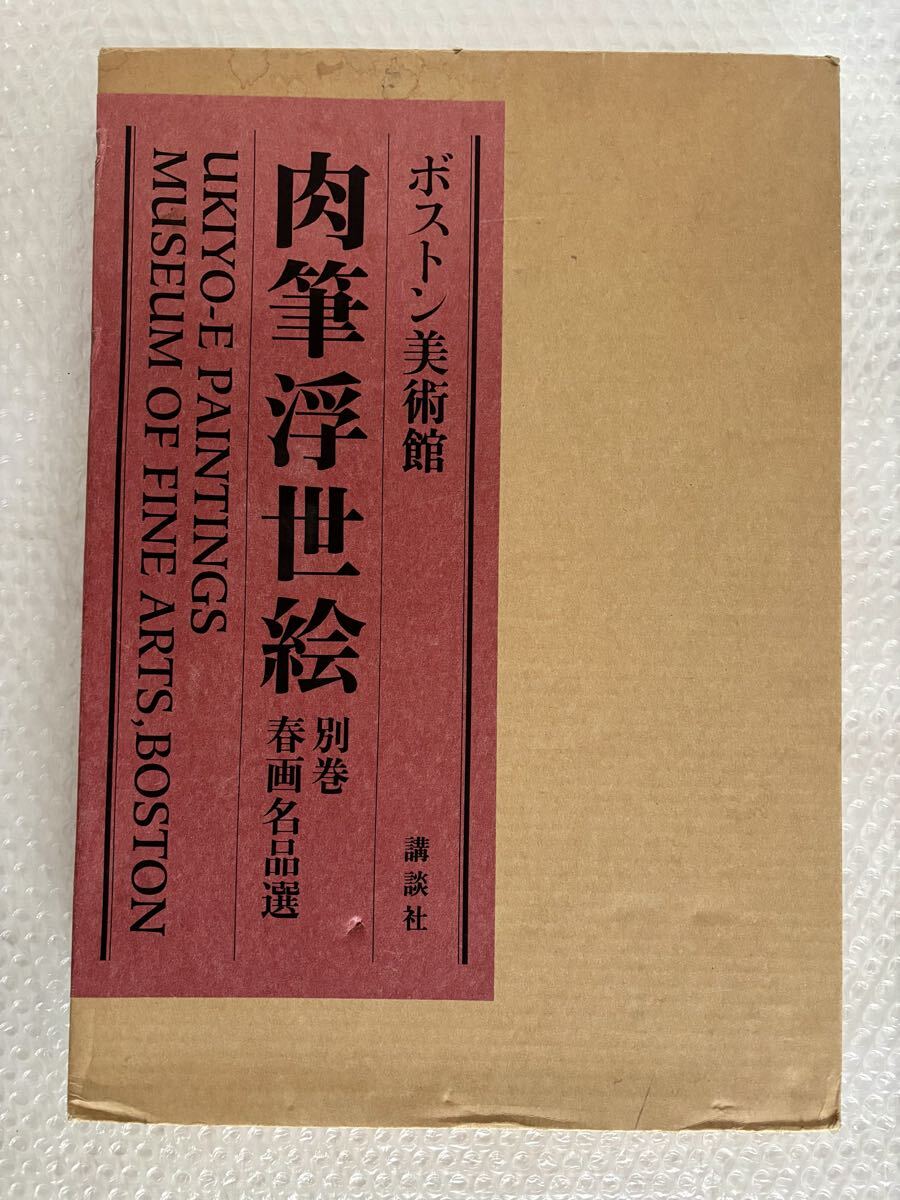 ボストン美術館
肉筆浮世絵
別巻
春画名品選
講談社
UKIYO-E PAINTINGS
MUSEUM OF FINE ARTS, BOSTON